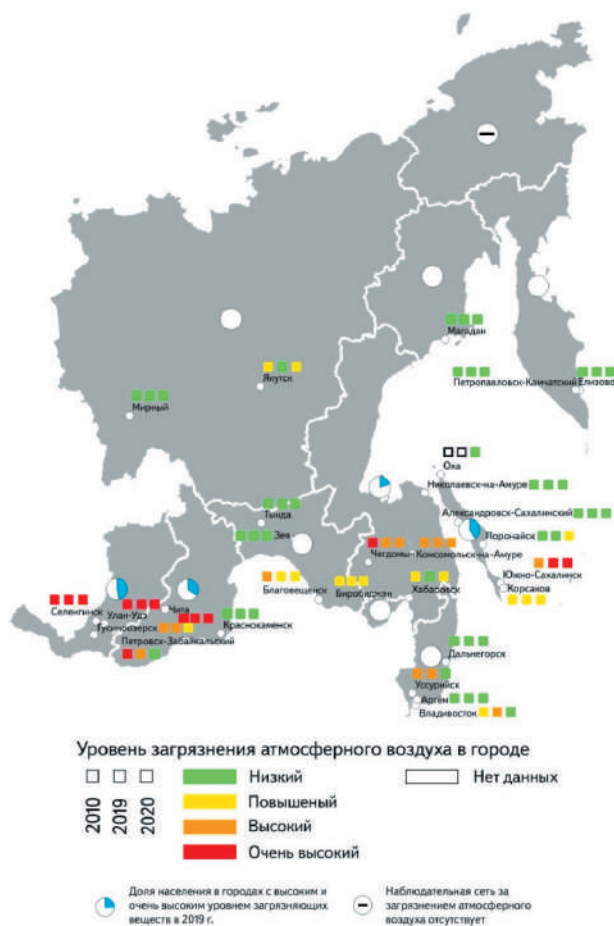 Магадан
Якутск
Петропавловск-Камчатский
Елизово
Мирный
Оха
Николаевск-на-Амуре
Александровск-Сахалинский
Тында
Зея
Поронайск
Чегдомын
Комсомольск-на-Амуре
Южно-Сахалинск
Благовещенск
Биробиджан
Хабаровск
Корсаков
Селенгинск
Улан-Удэ
Чита
Гусиноозерск
Краснокаменск
Петровск-Забайкальский
Дальнегорск
Уссурийск
Артём
Владивосток
Уровень загрязнения атмосферного воздуха в городе
2010
2019
2020
Низкий
Нет данных
Повышеный
Высокий
Очень высокий
Доля населения в городах с высоким и
очень высоким уровнем загрязняющих
веществ в 2019 г.
Наблюдательная сеть за
загрязнением атмосферного
воздуха отсутствует